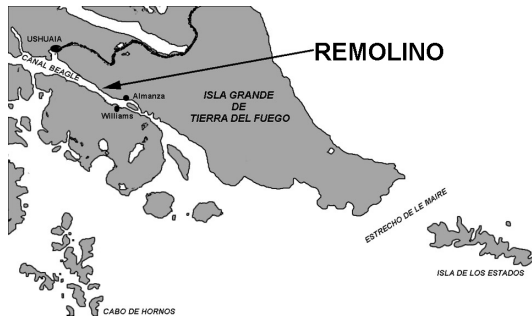 USHUAIA
REMOLINO
CANAL BEAGLE
Almanza
Williams
ISLA GRANDE
DE
TIERRA DEL FUEGO
ESTRECHO DE LE MAIRE
ISLA DE LOS ESTADOS
CABO DE HORNOS